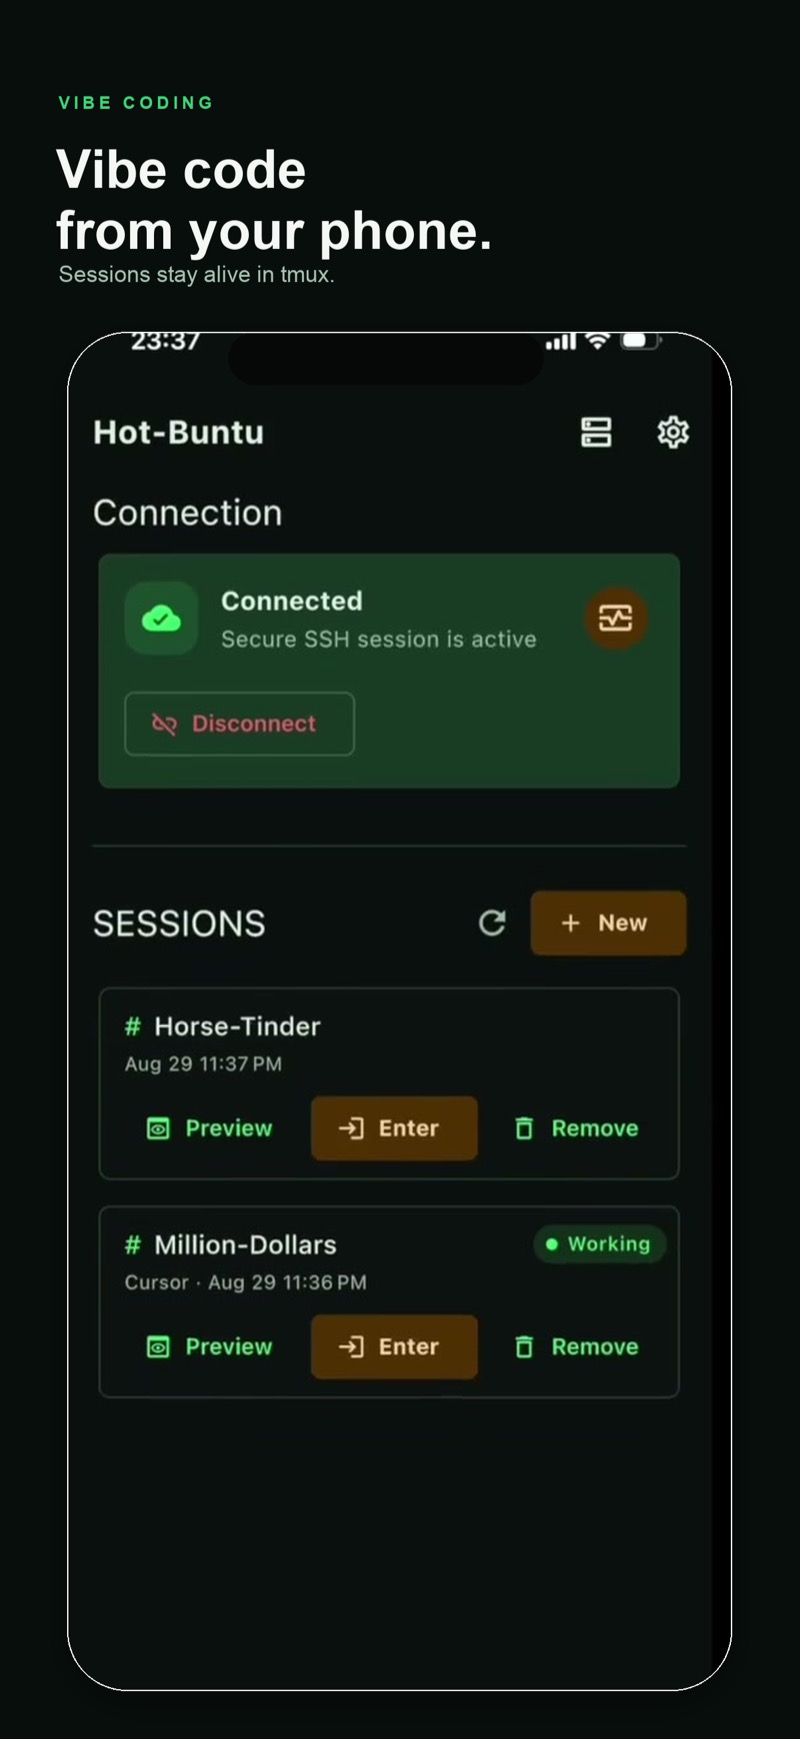 VIBE CODING
Vibe code
from your phone.
Sessions stay alive in tmux.
23:37
Hot-Buntu
Connection
Connected
Secure SSH session is active
Disconnect
SESSIONS
+ New
# Horse-Tinder
Aug 29 11:37 PM
Preview Enter Remove
# Million-Dollars Working
Cursor · Aug 29 11:36 PM
Preview Enter Remove